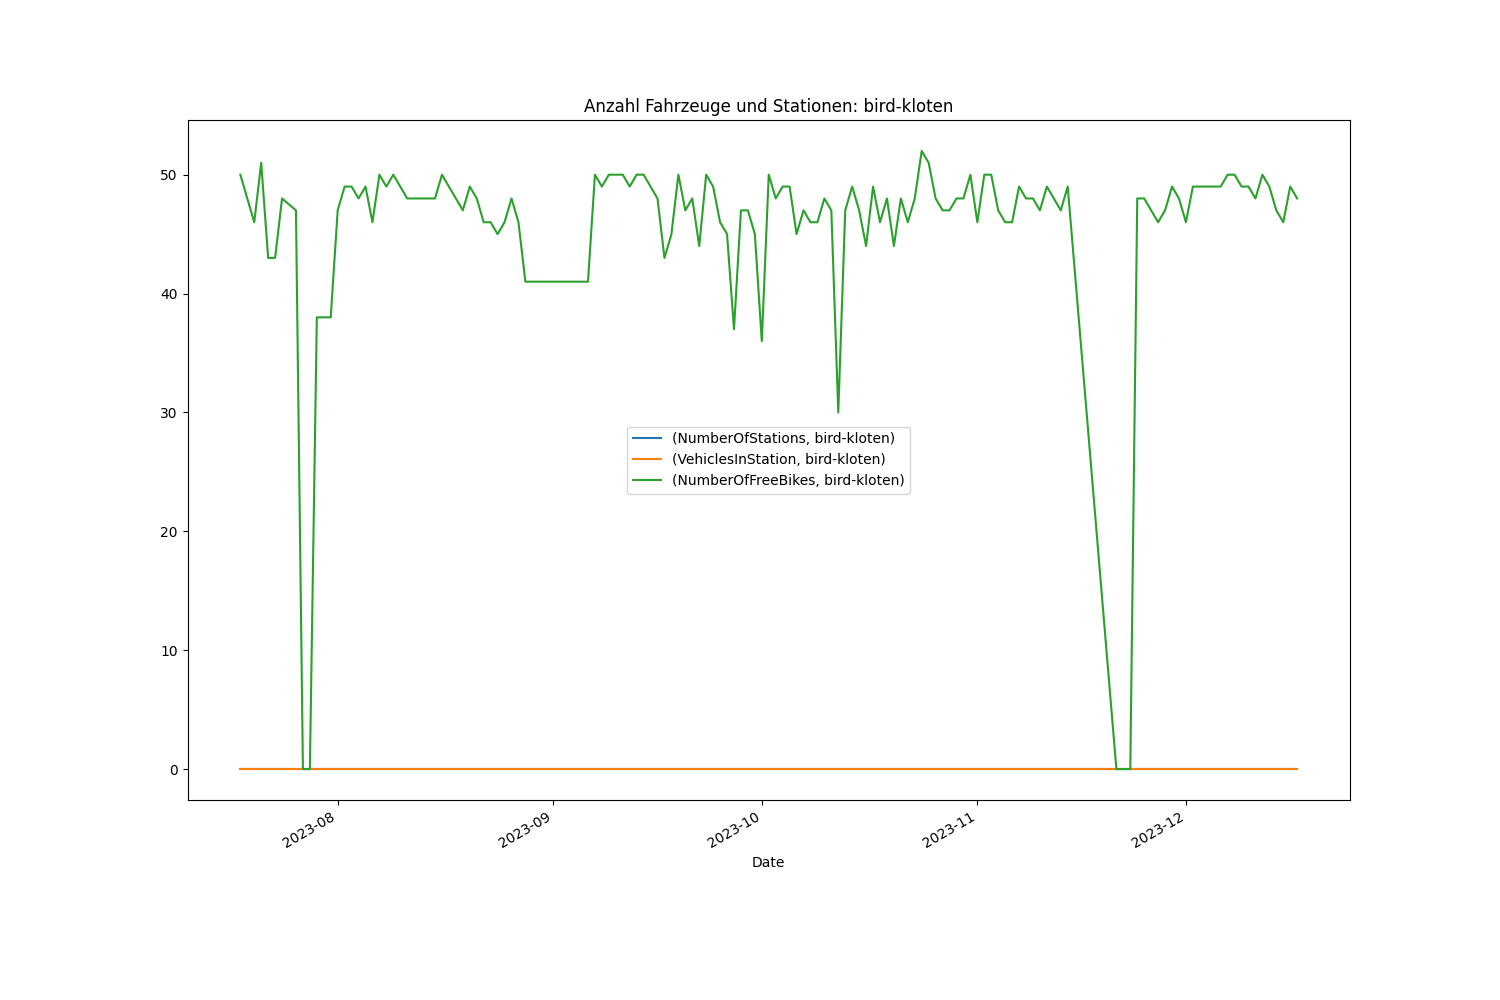 Anzahl Fahrzeuge und Stationen: bird-kloten
50
40
30
20
10
0
(NumberOfStations, bird-kloten)
(VehiclesInStation, bird-kloten)
(NumberOfFreeBikes, bird-kloten)
2023-08
2023-09
2023-10
2023-11
2023-12
Date